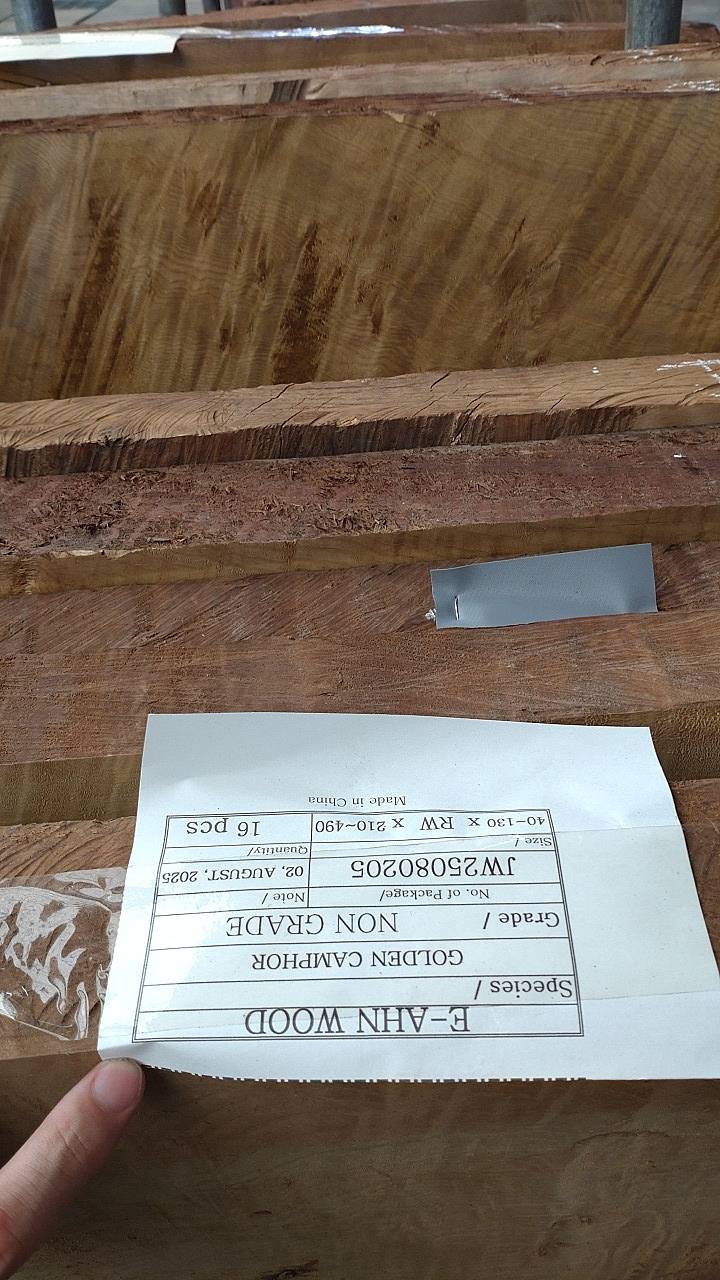 E-AHN WOOD
Species /
GOLDEN CAMPHOR
Grade / NON GRADE
No. of Package/ Note /
JW25080205 02, AUGUST, 2025
Size / Quantity/
40~130 x RW x 210~490 16 pcs
Made in China